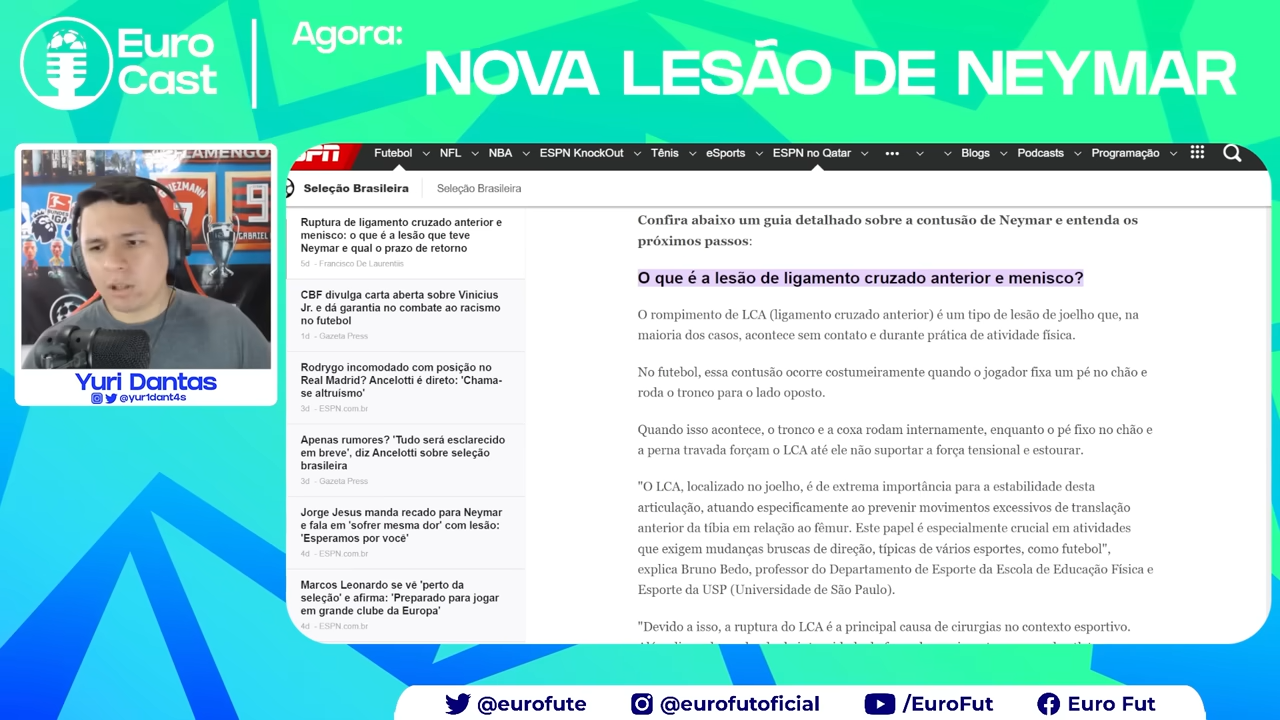 Euro
Cast
Agora:
NOVA LESÃO DE NEYMAR
FLAMENGO
GABRIEL
Yuri Dantas
@yur1dant4s
Futebol NFL NBA ESPN KnockOut Tênis eSports ESPN no Qatar ••• Blogs Podcasts Programação
Seleção Brasileira Seleção Brasileira
Ruptura de ligamento cruzado anterior e
menisco: o que é a lesão que teve
Neymar e qual o prazo de retorno
5d - Francisco De Laurentiis
CBF divulga carta aberta sobre Vinicius
Jr. e dá garantia no combate ao racismo
no futebol
1d - Gazeta Press
Rodrygo incomodado com posição no
Real Madrid? Ancelotti é direto: 'Chama-
se altruísmo'
3d - ESPN.com.br
Apenas rumores? 'Tudo será esclarecido
em breve', diz Ancelotti sobre seleção
brasileira
3d - Gazeta Press
Jorge Jesus manda recado para Neymar
e fala em 'sofrer mesma dor' com lesão:
'Esperamos por você'
4d - ESPN.com.br
Marcos Leonardo se vê 'perto da
seleção' e afirma: 'Preparado para jogar
em grande clube da Europa'
4d - ESPN.com.br
Confira abaixo um guia detalhado sobre a contusão de Neymar e entenda os
próximos passos:
O que é a lesão de ligamento cruzado anterior e menisco?
O rompimento de LCA (ligamento cruzado anterior) é um tipo de lesão de joelho que, na
maioria dos casos, acontece sem contato e durante prática de atividade física.
No futebol, essa contusão ocorre costumeiramente quando o jogador fixa um pé no chão e
roda o tronco para o lado oposto.
Quando isso acontece, o tronco e a coxa rodam internamente, enquanto o pé fixo no chão e
a perna travada forçam o LCA até ele não suportar a força tensional e estourar.
"O LCA, localizado no joelho, é de extrema importância para a estabilidade desta
articulação, atuando especificamente ao prevenir movimentos excessivos de translação
anterior da tíbia em relação ao fêmur. Este papel é especialmente crucial em atividades
que exigem mudanças bruscas de direção, típicas de vários esportes, como futebol",
explica Bruno Bedo, professor do Departamento de Esporte da Escola de Educação Física e
Esporte da USP (Universidade de São Paulo).
"Devido a isso, a ruptura do LCA é a principal causa de cirurgias no contexto esportivo.
@eurofute @eurofutoficial /EuroFut Euro Fut